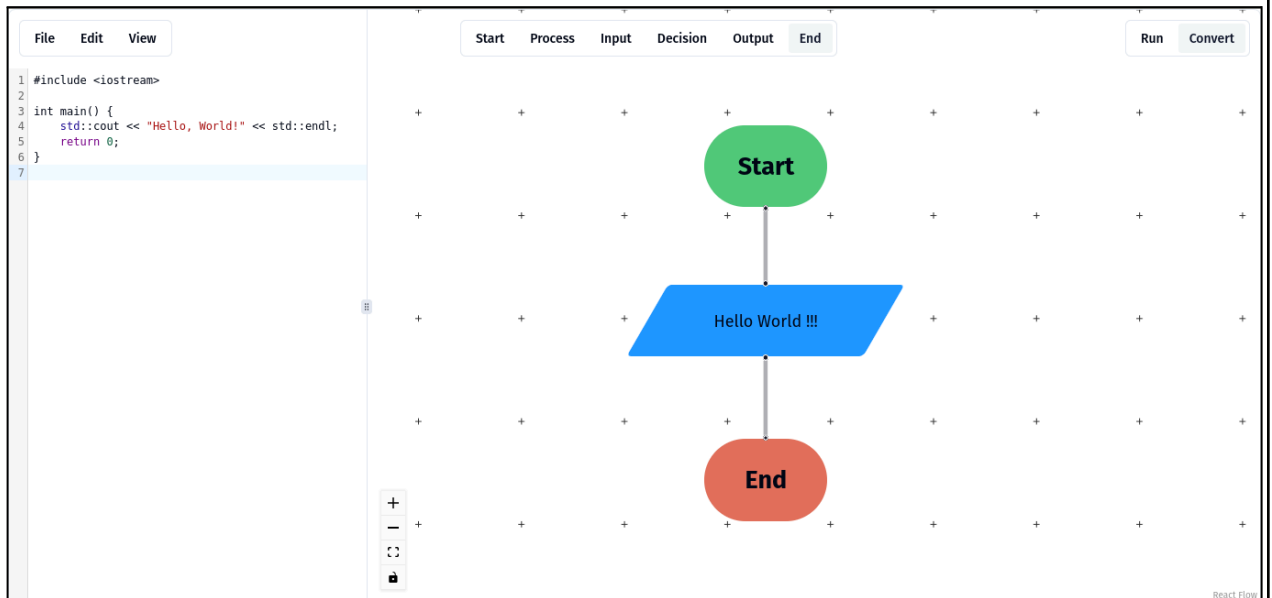 File Edit View
Start Process Input Decision Output End
Run Convert
1 #include <iostream>
2
3 int main() {
4     std::cout << "Hello, World!" << std::endl;
5     return 0;
6 }
7
Start
Hello World !!!
End
React Flow